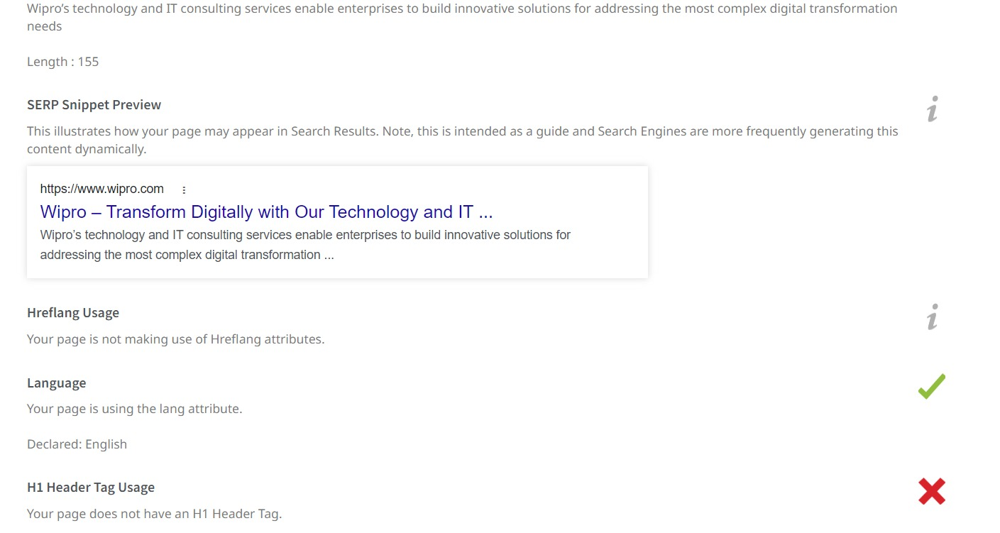 Wipro’s technology and IT consulting services enable enterprises to build innovative solutions for addressing the most complex digital transformation
needs
Length : 155
SERP Snippet Preview
This illustrates how your page may appear in Search Results. Note, this is intended as a guide and Search Engines are more frequently generating this
content dynamically.
https://www.wipro.com
Wipro – Transform Digitally with Our Technology and IT ...
Wipro’s technology and IT consulting services enable enterprises to build innovative solutions for
addressing the most complex digital transformation ...
Hreflang Usage
Your page is not making use of Hreflang attributes.
Language
Your page is using the lang attribute.
Declared: English
H1 Header Tag Usage
Your page does not have an H1 Header Tag.